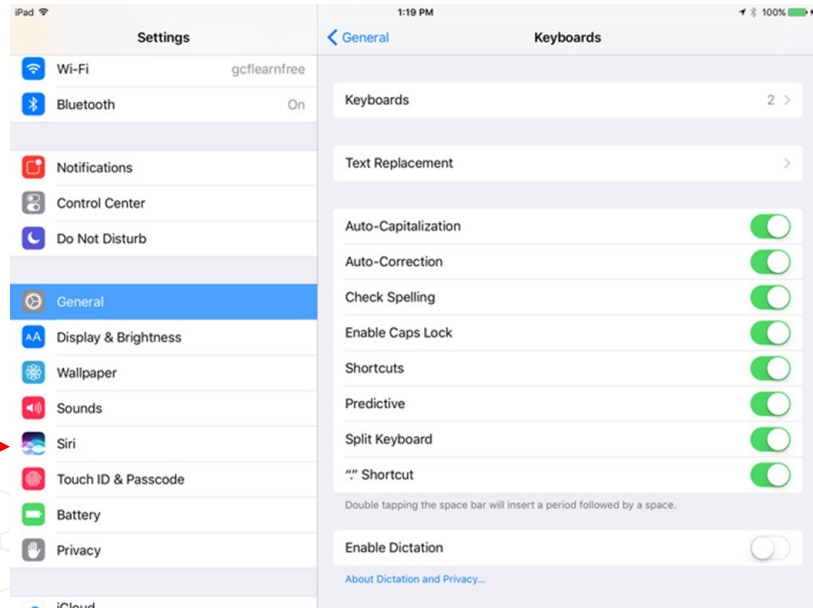 iPad
1:19 PM
100%
Settings
General
Keyboards
Wi-Fi
gcflearnfree
Bluetooth
On
Notifications
Control Center
Do Not Disturb
General
AA
Display & Brightness
Wallpaper
Sounds
Siri
Touch ID & Passcode
Battery
Privacy
iCloud
Keyboards
2
Text Replacement
Auto-Capitalization
Auto-Correction
Check Spelling
Enable Caps Lock
Shortcuts
Predictive
Split Keyboard
“.” Shortcut
Double tapping the space bar will insert a period followed by a space.
Enable Dictation
About Dictation and Privacy...